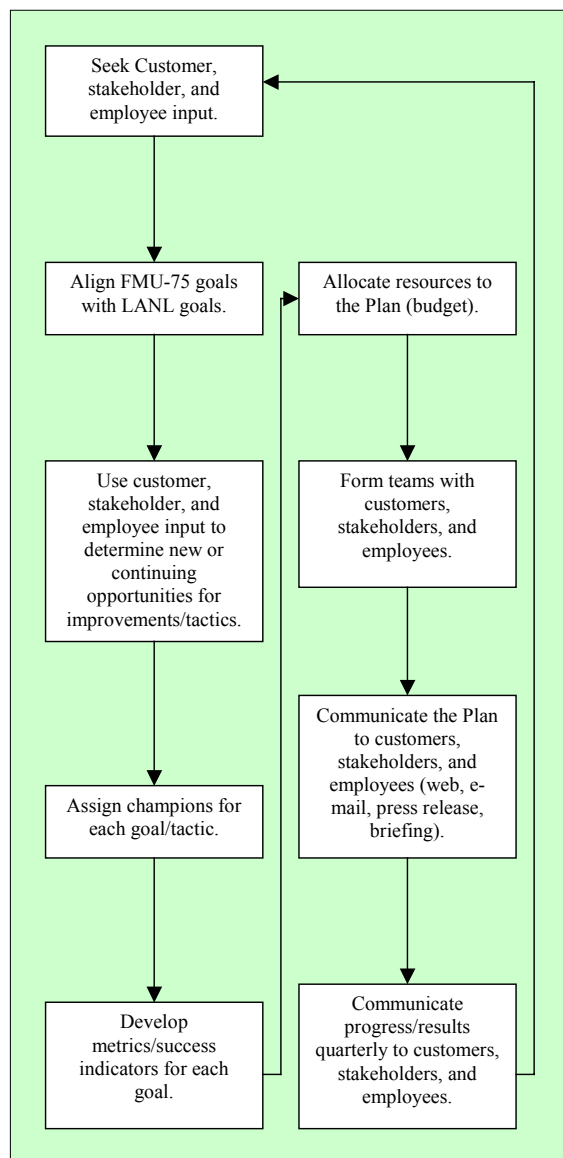 Seek Customer,
stakeholder, and
employee input.
Align FMU-75 goals
with LANL goals.
Use customer,
stakeholder, and
employee input to
determine new or
continuing
opportunities for
improvements/tactics.
Assign champions for
each goal/tactic.
Develop
metrics/success
indicators for each
goal.
Allocate resources to
the Plan (budget).
Form teams with
customers,
stakeholders, and
employees.
Communicate the Plan
to customers,
stakeholders, and
employees (web, e-
mail, press release,
briefing).
Communicate
progress/results
quarterly to customers,
stakeholders, and
employees.